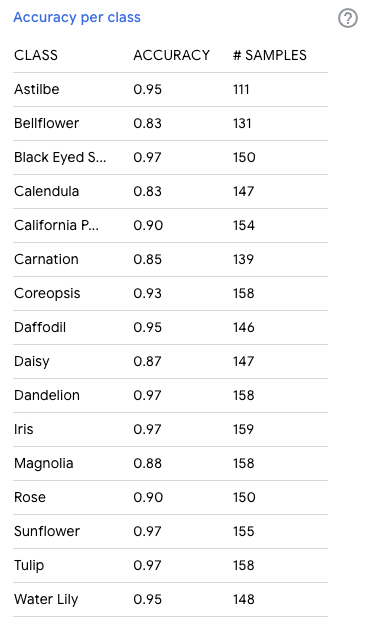 Accuracy per class
CLASS ACCURACY # SAMPLES
Astilbe 0.95 111
Bellflower 0.83 131
Black Eyed S... 0.97 150
Calendula 0.83 147
California P... 0.90 154
Carnation 0.85 139
Coreopsis 0.93 158
Daffodil 0.95 146
Daisy 0.87 147
Dandelion 0.97 158
Iris 0.97 159
Magnolia 0.88 158
Rose 0.90 150
Sunflower 0.97 155
Tulip 0.97 158
Water Lily 0.95 148